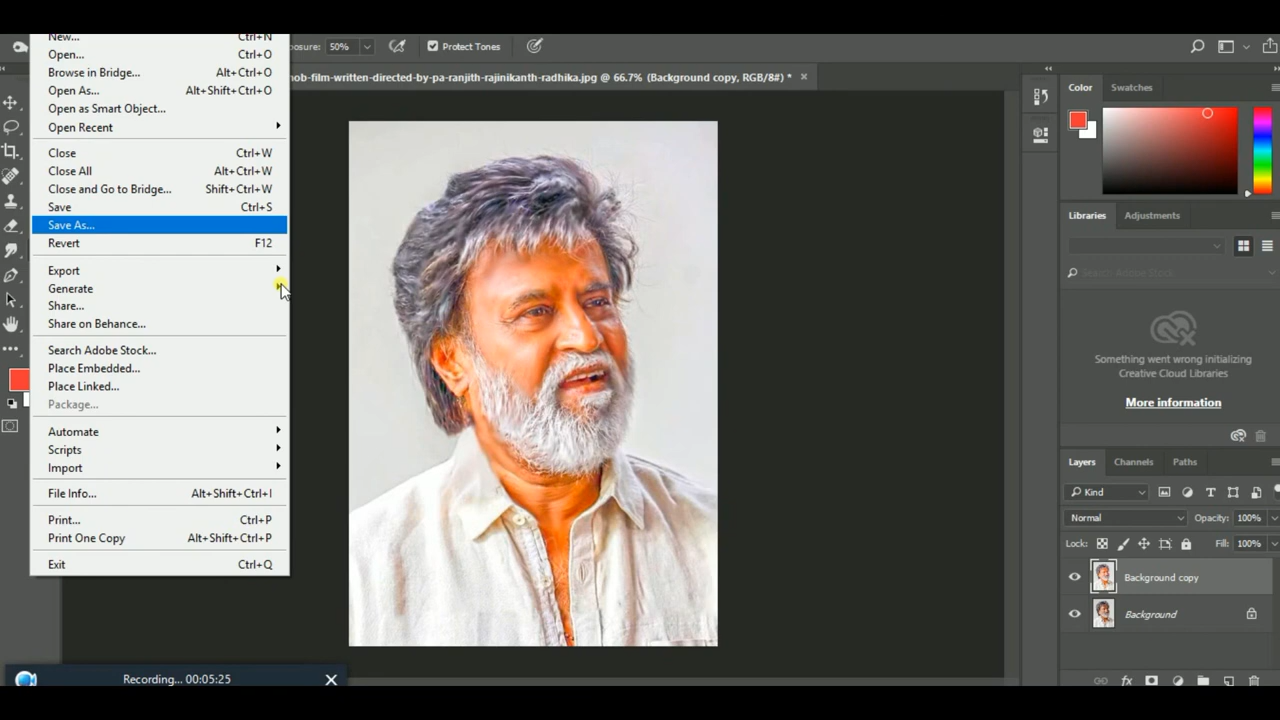 New... Ctrl+N
posure: 50% Protect Tones
Open... Ctrl+O
Browse in Bridge... Alt+Ctrl+O
nob-film-written-directed-by-pa-ranjith-rajinikanth-radhika.jpg @ 66.7% (Background copy, RGB/8#) * ×
Open As... Alt+Shift+Ctrl+O
Open as Smart Object...
Open Recent
Close Ctrl+W
Close All Alt+Ctrl+W
Close and Go to Bridge... Shift+Ctrl+W
Save Ctrl+S
Save As...
Revert F12
Export
Generate
Share...
Share on Behance...
Search Adobe Stock...
Place Embedded...
Place Linked...
Package...
Automate
Scripts
Import
File Info... Alt+Shift+Ctrl+I
Print... Ctrl+P
Print One Copy Alt+Shift+Ctrl+P
Exit Ctrl+Q
Recording... 00:05:25
Color Swatches
Libraries Adjustments
Search Adobe Stock
Something went wrong initializing
Creative Cloud Libraries
More information
Layers Channels Paths
Kind
Normal Opacity: 100%
Lock: Fill: 100%
Background copy
Background
fx